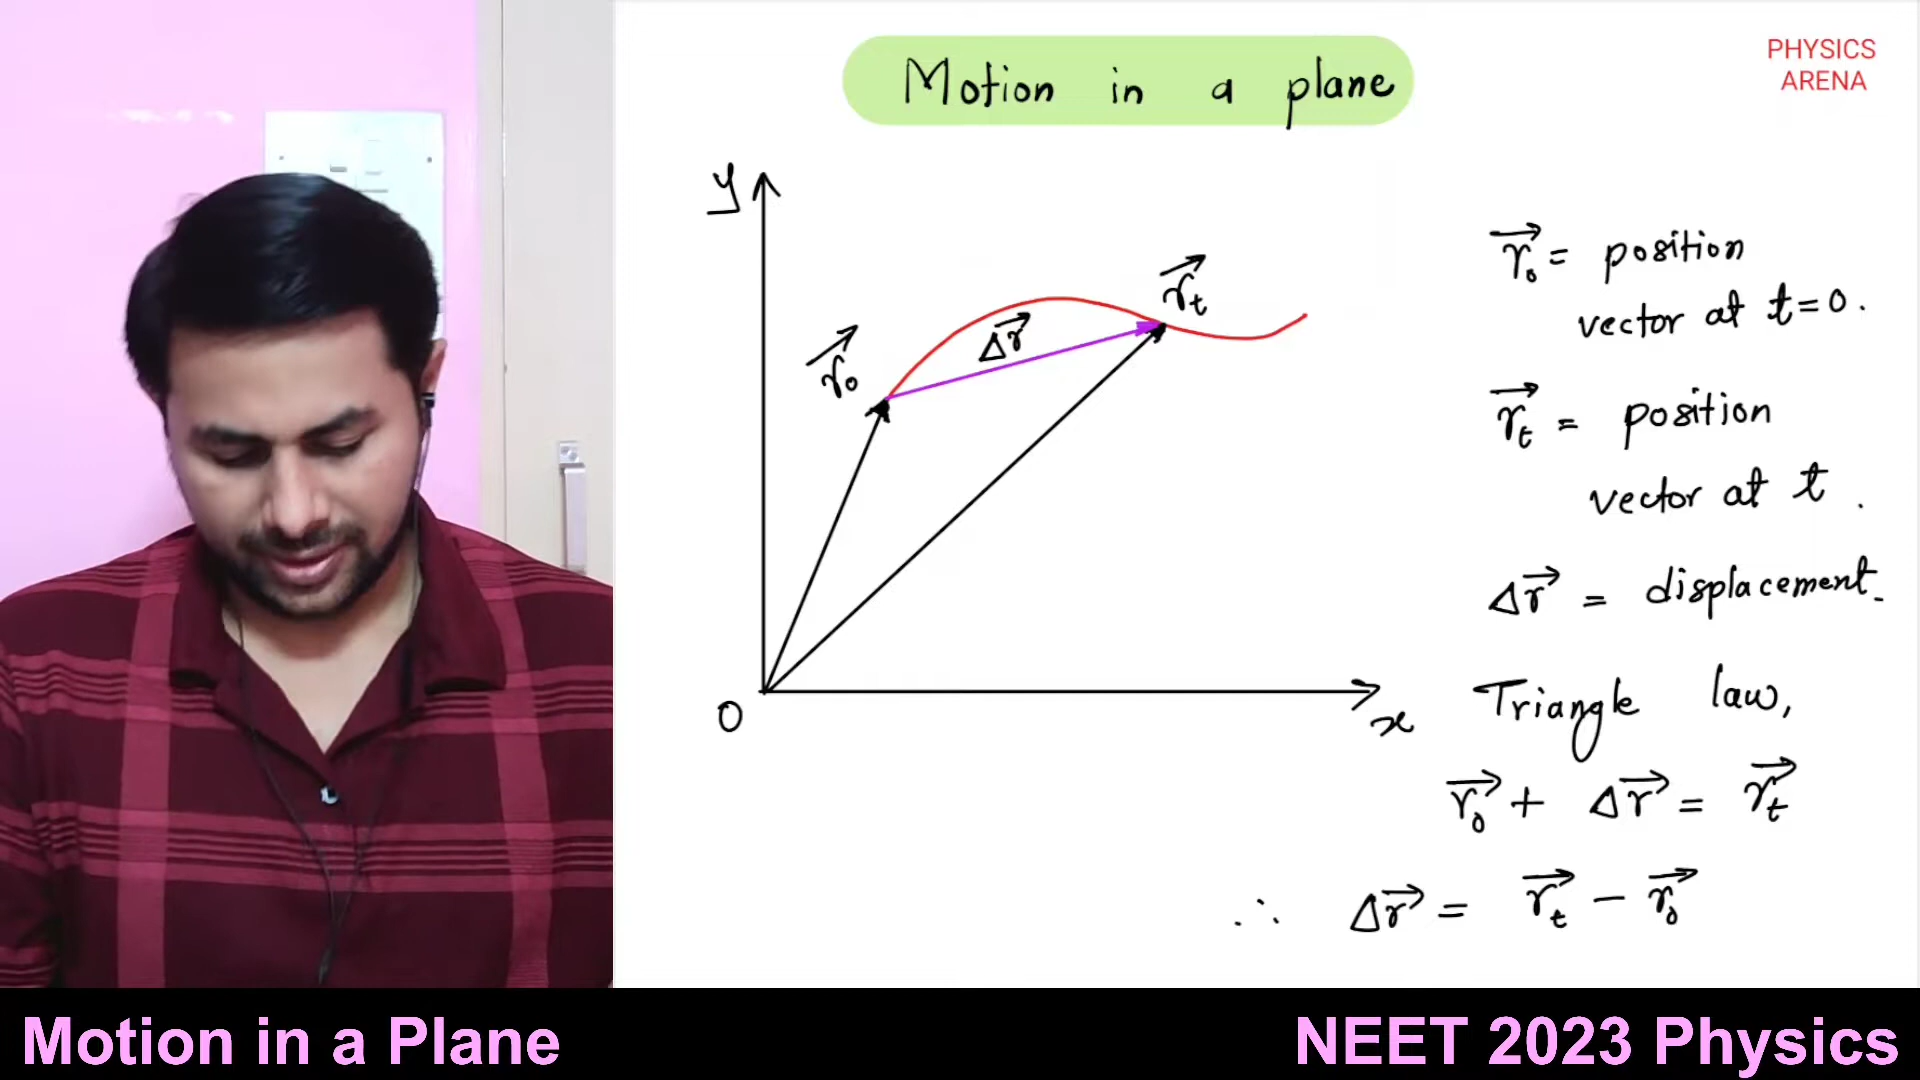 Motion in a plane
PHYSICS
ARENA
y
r₀⃗
Δr⃗
r⃗ₜ
O
x
r⃗₀ = position
vector at t=0.
r⃗ₜ = position
vector at t.
Δr⃗ = displacement.
Triangle law,
r⃗₀ + Δr⃗ = r⃗ₜ
∴ Δr⃗ = r⃗ₜ − r⃗₀
Motion in a Plane
NEET 2023 Physics